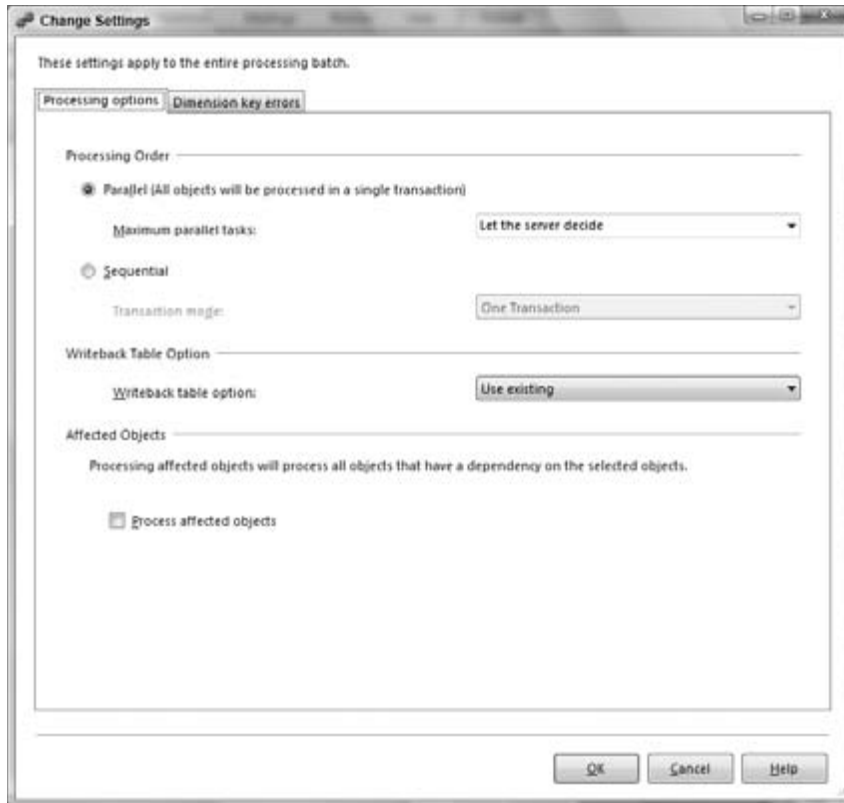 Change Settings
These settings apply to the entire processing batch.
Processing options Dimension key errors
Processing Order
Parallel (All objects will be processed in a single transaction)
Maximum parallel tasks: Let the server decide
Sequential
Transaction mode: One Transaction
Writeback Table Option
Writeback table option: Use existing
Affected Objects
Processing affected objects will process all objects that have a dependency on the selected objects.
Process affected objects
OK Cancel Help